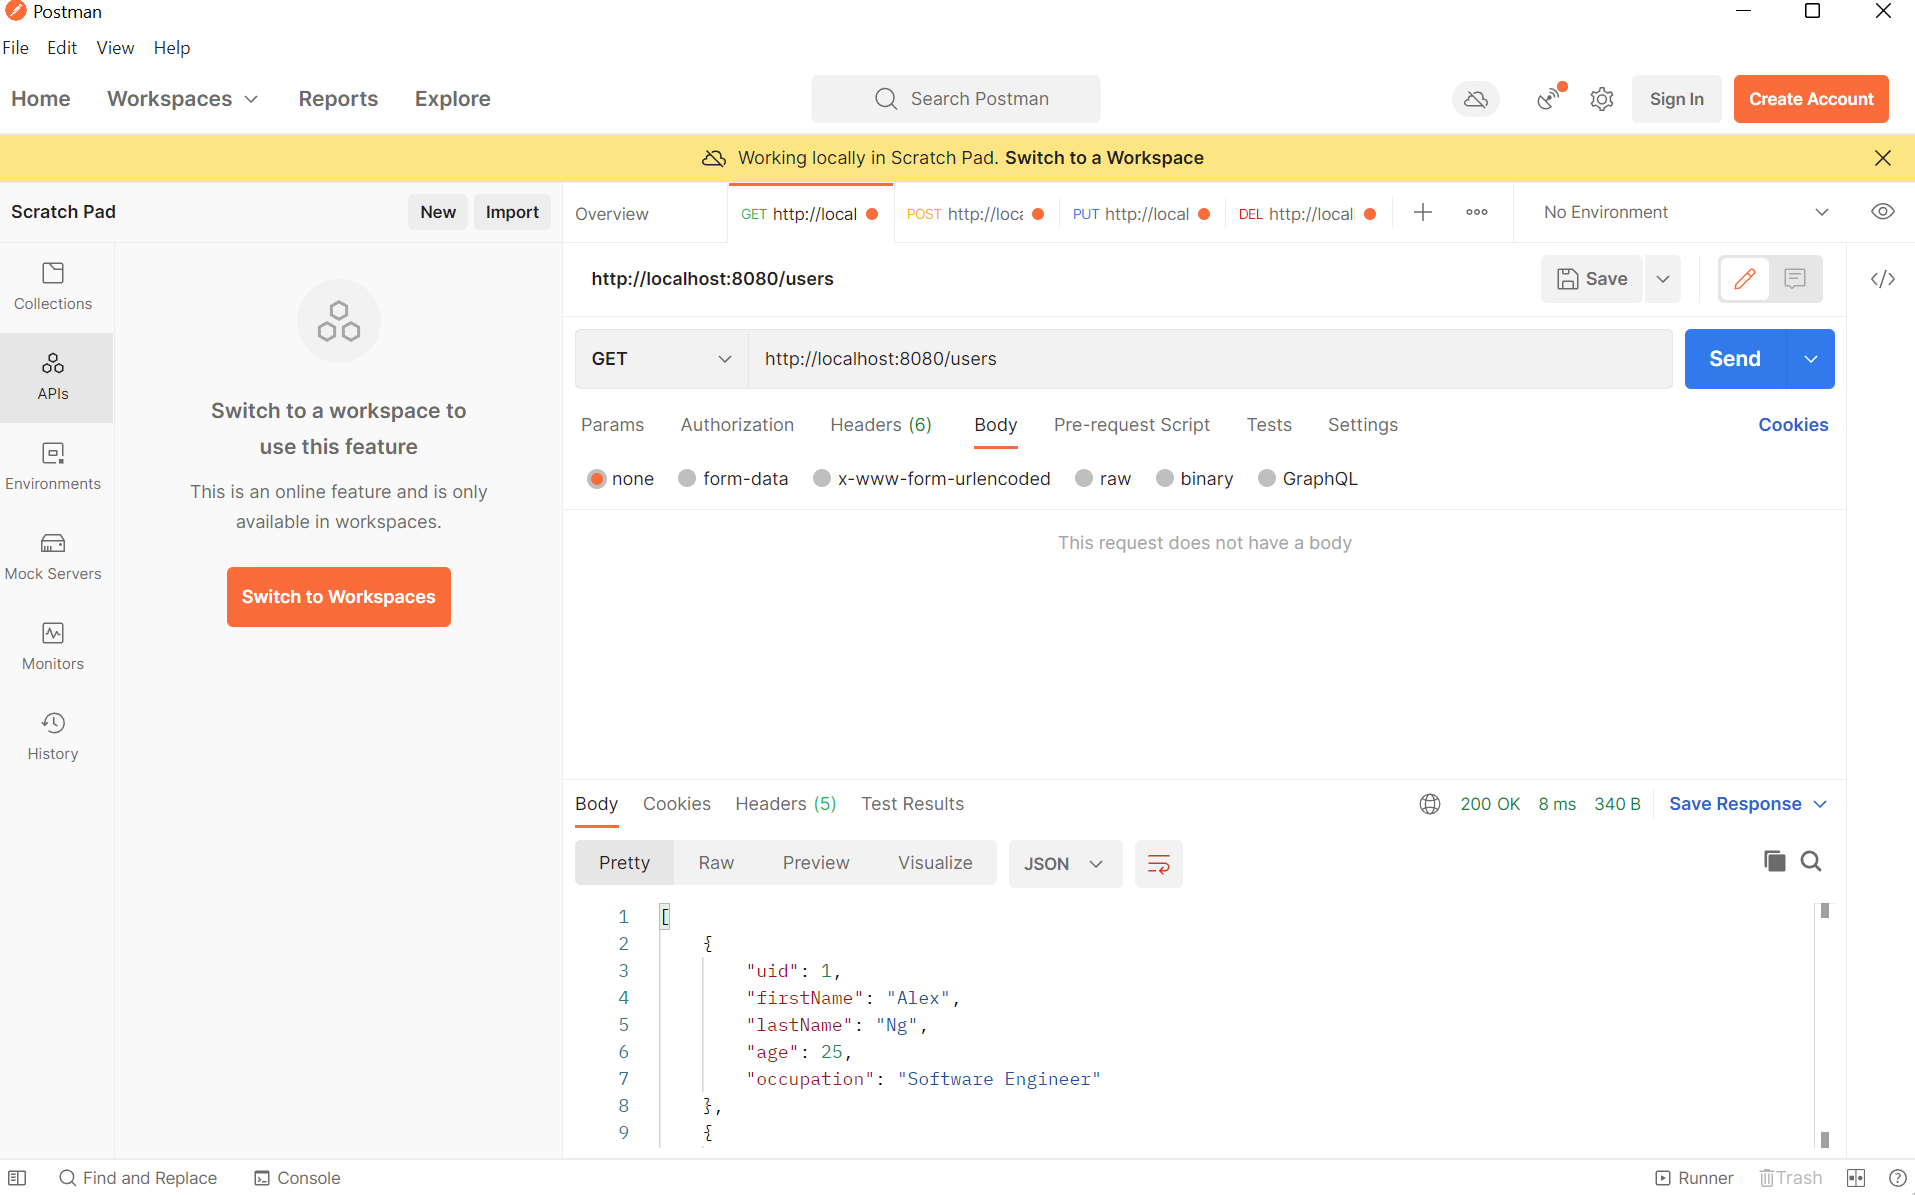 Postman
File Edit View Help
Home Workspaces Reports Explore Search Postman Sign In Create Account
Working locally in Scratch Pad. Switch to a Workspace
Scratch Pad New Import Overview GET http://local POST http://loca PUT http://local DEL http://local No Environment
Collections
APIs
Environments
Mock Servers
Monitors
History
Switch to a workspace to
use this feature
This is an online feature and is only
available in workspaces.
Switch to Workspaces
http://localhost:8080/users Save
GET http://localhost:8080/users Send
Params Authorization Headers (6) Body Pre-request Script Tests Settings Cookies
none form-data x-www-form-urlencoded raw binary GraphQL
This request does not have a body
Body Cookies Headers (5) Test Results 200 OK 8 ms 340 B Save Response
Pretty Raw Preview Visualize JSON
1 [
2 {
3 "uid": 1,
4 "firstName": "Alex",
5 "lastName": "Ng",
6 "age": 25,
7 "occupation": "Software Engineer"
8 },
9 {
Find and Replace Console Runner Trash